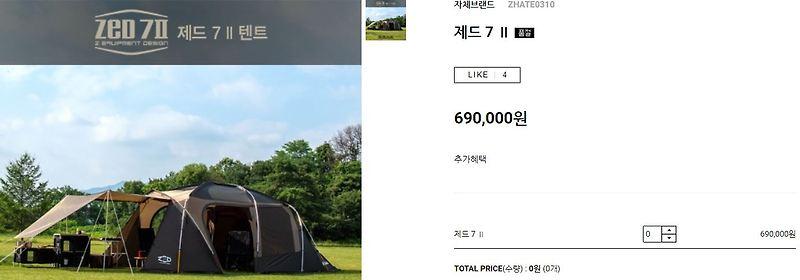 ZED 7II
Z EQUIPMENT DESIGN
제드 7 II 텐트
자체브랜드 ZHATE0310
제드 7 II 품절
LIKE 4
690,000원
추가혜택
제드 7 II 0 690,000원
TOTAL PRICE(수량) : 0원 (0개)
ZED